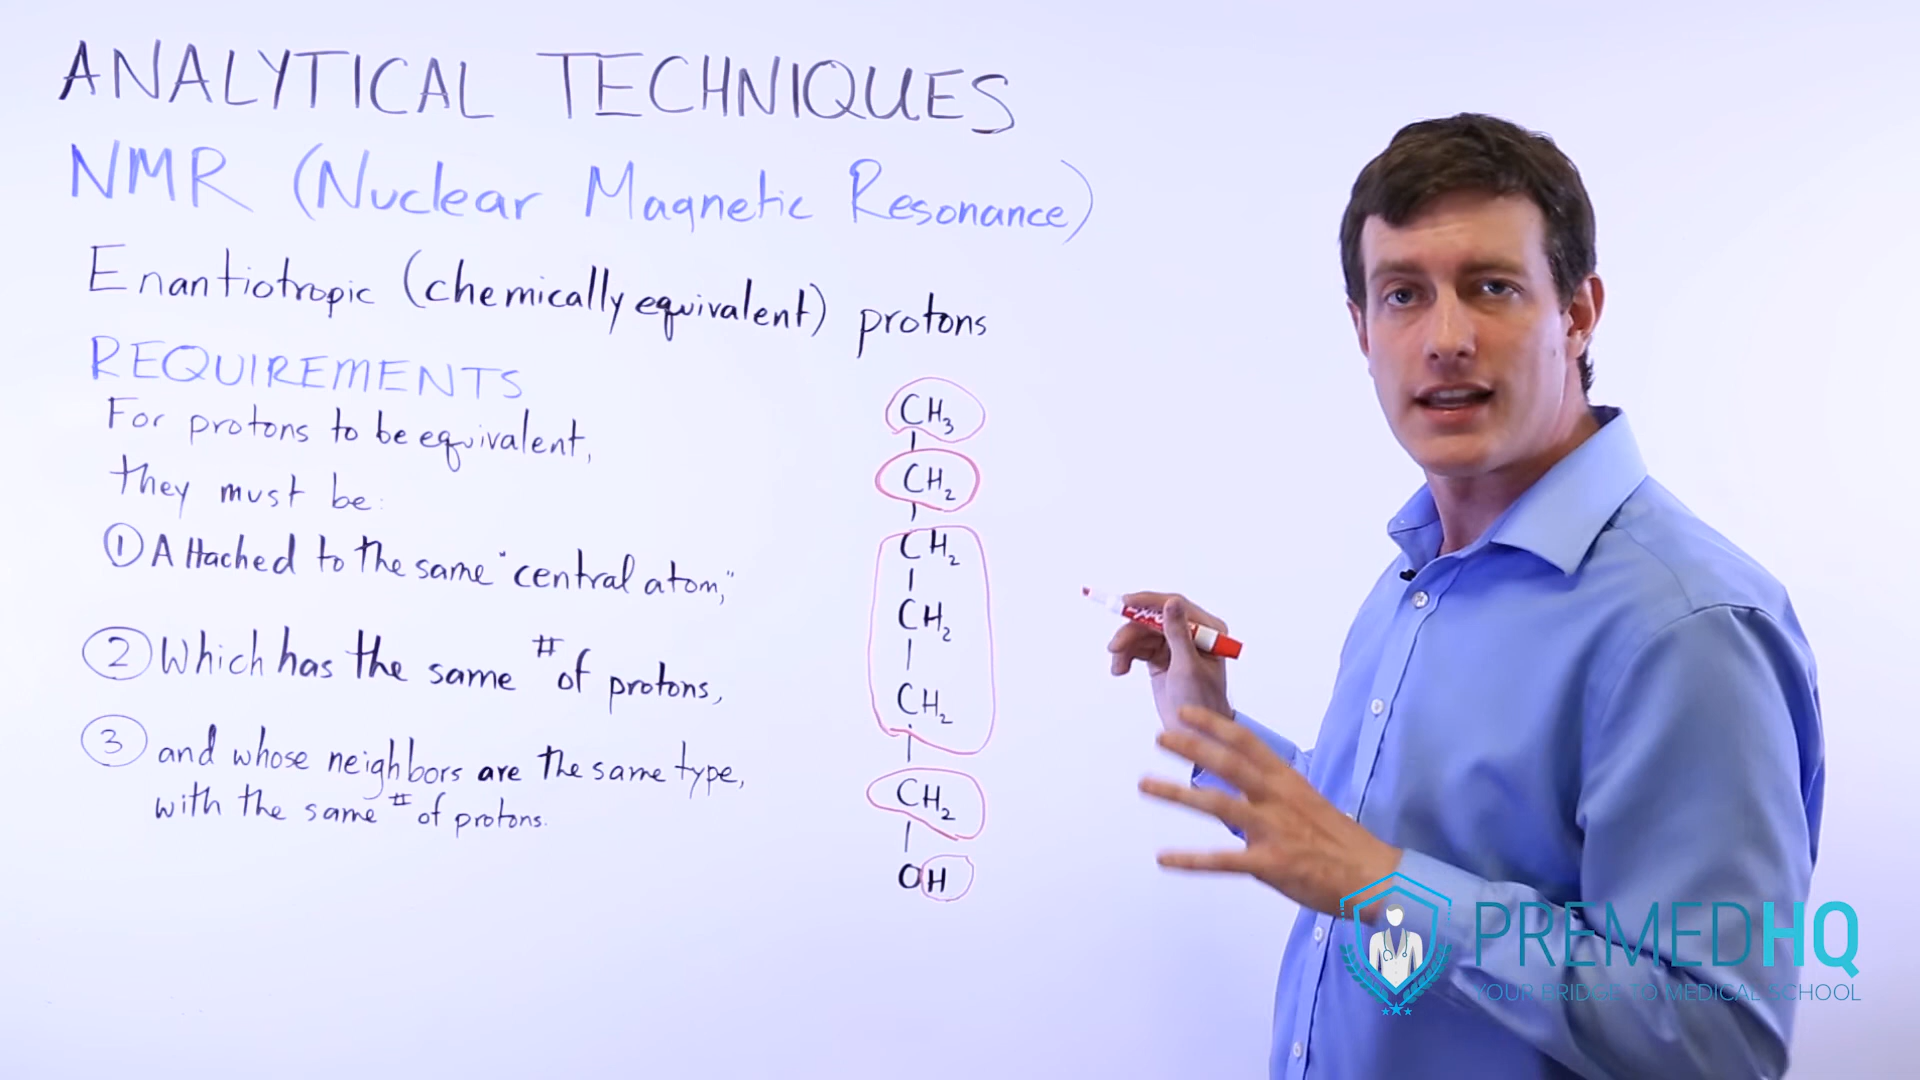 ANALYTICAL TECHNIQUES
NMR (Nuclear Magnetic Resonance)
Enantiotropic (chemically equivalent) protons
REQUIREMENTS
For protons to be equivalent,
they must be:
① Attached to the same "central atom,"
② Which has the same # of protons,
③ and whose neighbors are the same type,
with the same # of protons.
CH₃
CH₂
CH₂
CH₂
CH₂
CH₂
OH
PREMEDHQ
YOUR BRIDGE TO MEDICAL SCHOOL